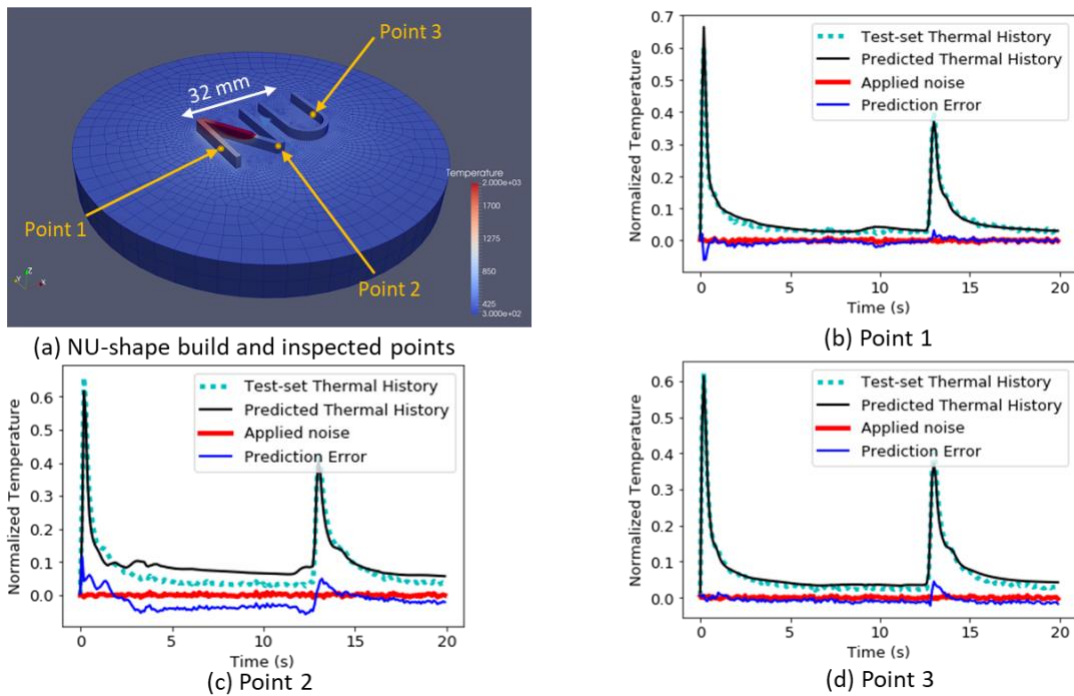 Point 3
32 mm
Temperature
2.000e+03
1700
1275
850
425
3.000e+02
Point 1
Point 2
Z
Y
X
(a) NU-shape build and inspected points
Normalized Temperature
0.7
0.6
0.5
0.4
0.3
0.2
0.1
0.0
Test-set Thermal History
Predicted Thermal History
Applied noise
Prediction Error
0 5 10 15 20
Time (s)
(b) Point 1
Normalized Temperature
0.6
0.5
0.4
0.3
0.2
0.1
0.0
Test-set Thermal History
Predicted Thermal History
Applied noise
Prediction Error
0 5 10 15 20
Time (s)
(c) Point 2
Normalized Temperature
0.6
0.5
0.4
0.3
0.2
0.1
0.0
Test-set Thermal History
Predicted Thermal History
Applied noise
Prediction Error
0 5 10 15 20
Time (s)
(d) Point 3